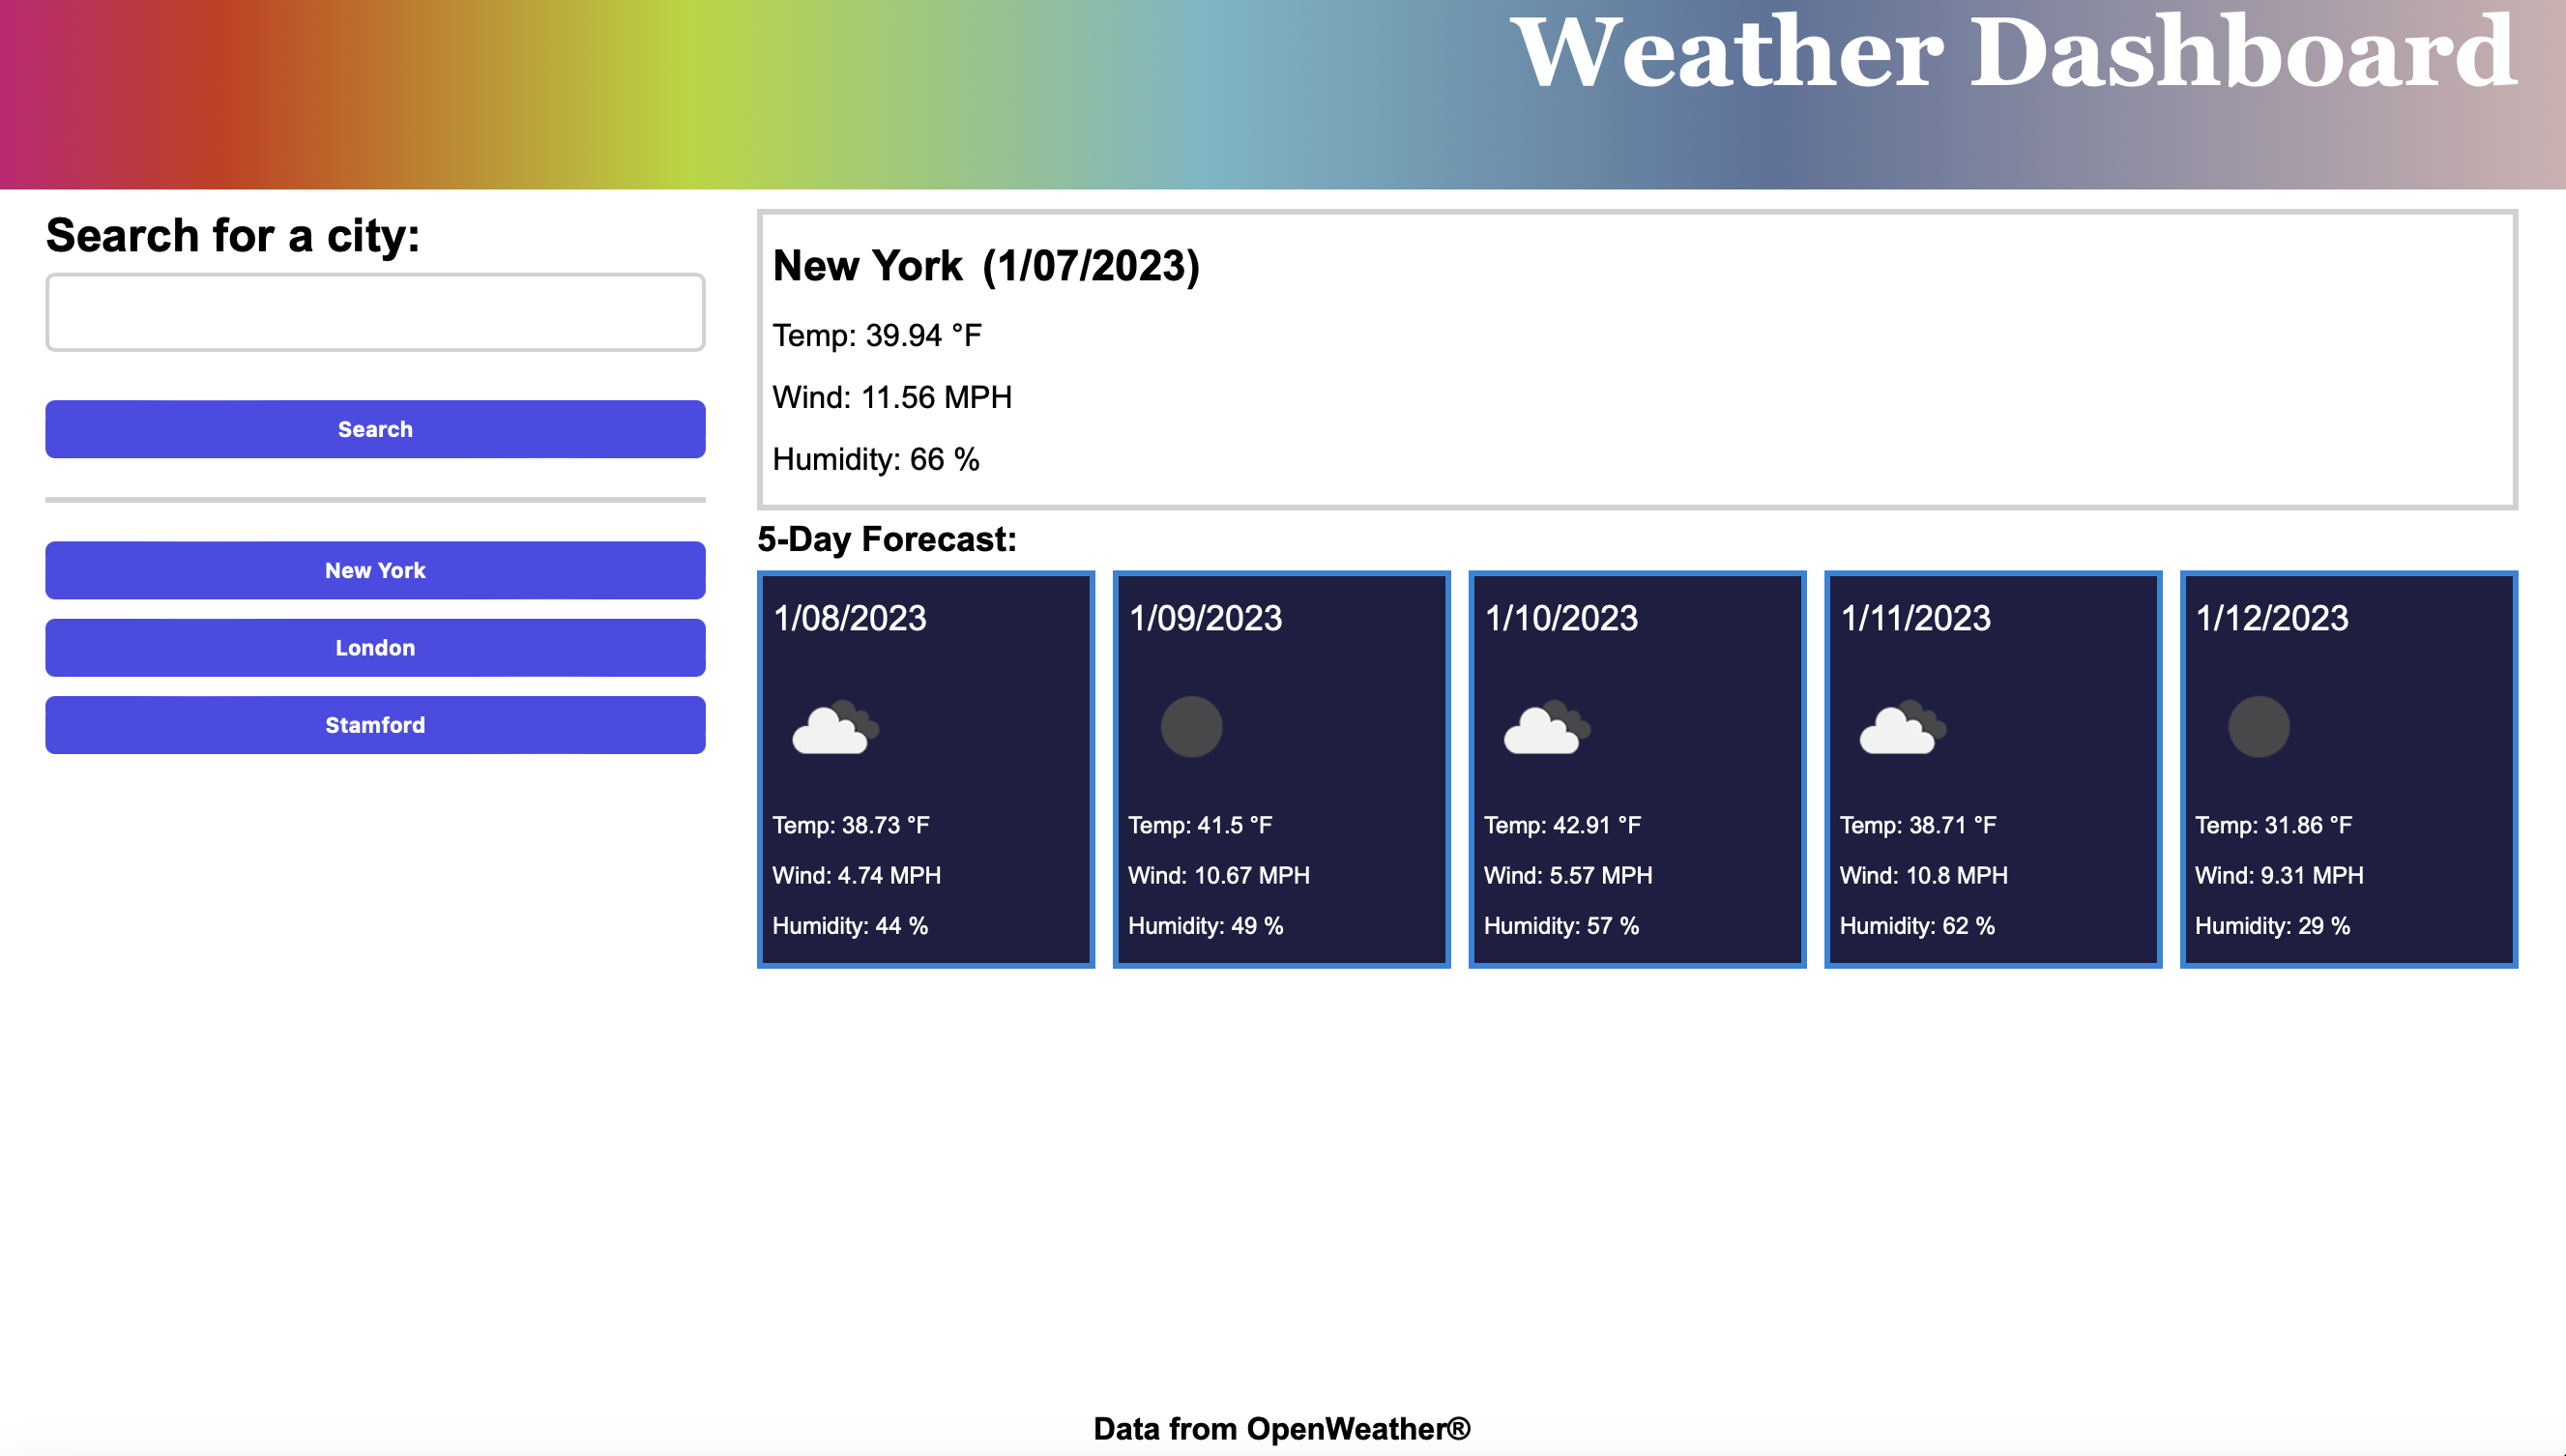 Weather Dashboard
Search for a city:
Search
New York
London
Stamford
New York (1/07/2023)
Temp: 39.94 °F
Wind: 11.56 MPH
Humidity: 66 %
5-Day Forecast:
1/08/2023
Temp: 38.73 °F
Wind: 4.74 MPH
Humidity: 44 %
1/09/2023
Temp: 41.5 °F
Wind: 10.67 MPH
Humidity: 49 %
1/10/2023
Temp: 42.91 °F
Wind: 5.57 MPH
Humidity: 57 %
1/11/2023
Temp: 38.71 °F
Wind: 10.8 MPH
Humidity: 62 %
1/12/2023
Temp: 31.86 °F
Wind: 9.31 MPH
Humidity: 29 %
Data from OpenWeather®